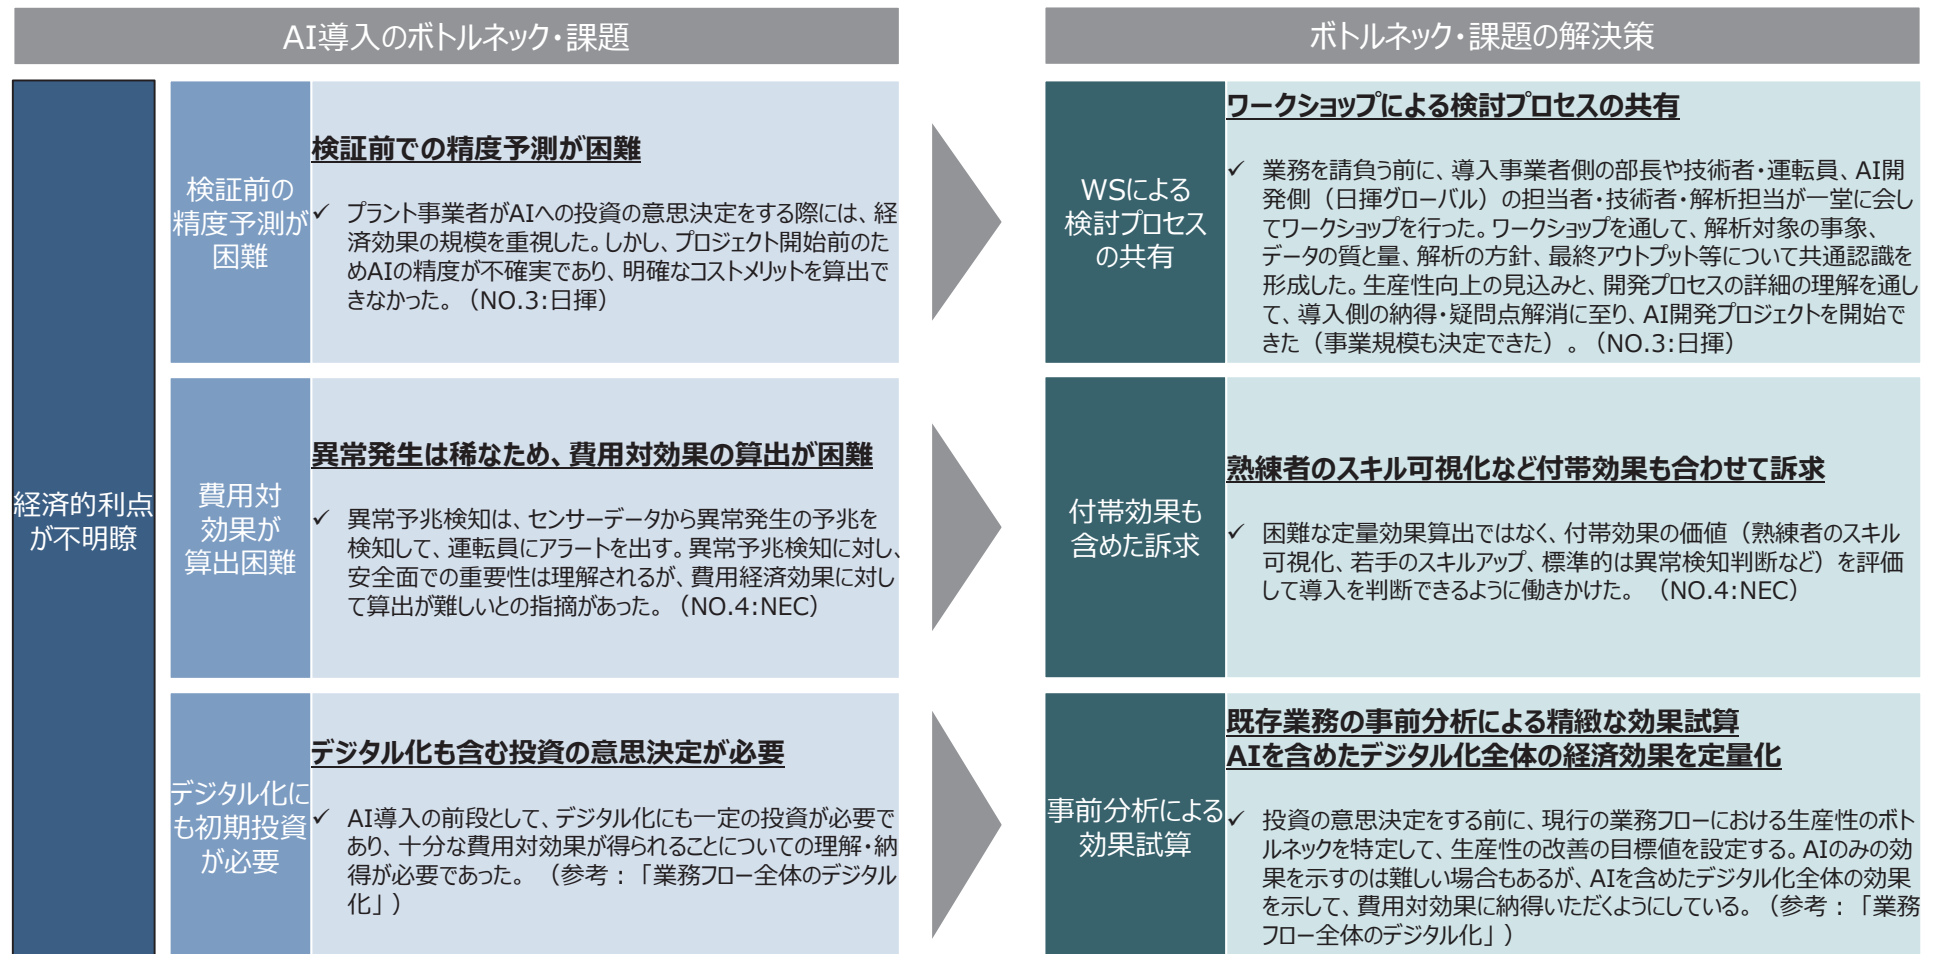 AI導入のボトルネック・課題
ボトルネック・課題の解決策
経済的利点
が不明瞭
検証前の
精度予測が
困難
検証前での精度予測が困難
✓ プラント事業者がAIへの投資の意思決定をする際には、経
済効果の規模を重視した。しかし、プロジェクト開始前のた
めAIの精度が不確実であり、明確なコストメリットを算出で
きなかった。（NO.3:日揮）
WSによる
検討プロセス
の共有
ワークショップによる検討プロセスの共有
✓ 業務を請負う前に、導入事業者側の部長や技術者・運転員、AI開
発側（日揮グローバル）の担当者・技術者・解析担当が一堂に会し
てワークショップを行った。ワークショップを通して、解析対象の事象、
データの質と量、解析の方針、最終アウトプット等について共通認識を
形成した。生産性向上の見込みと、開発プロセスの詳細の理解を通し
て、導入側の納得・疑問点解消に至り、AI開発プロジェクトを開始で
きた（事業規模も決定できた）。（NO.3:日揮）
費用対
効果が
算出困難
異常発生は稀なため、費用対効果の算出が困難
✓ 異常予兆検知は、センサーデータから異常発生の予兆を
検知して、運転員にアラートを出す。異常予兆検知に対し、
安全面での重要性は理解されるが、費用経済効果に対し
て算出が難しいとの指摘があった。（NO.4:NEC）
付帯効果も
含めた訴求
熟練者のスキル可視化など付帯効果も合わせて訴求
✓ 困難な定量効果算出ではなく、付帯効果の価値（熟練者のスキル
可視化、若手のスキルアップ、標準的は異常検知判断など）を評価
して導入を判断できるように働きかけた。（NO.4:NEC）
デジタル化に
も初期投資
が必要
デジタル化も含む投資の意思決定が必要
✓ AI導入の前段として、デジタル化にも一定の投資が必要で
あり、十分な費用対効果が得られることについての理解・納
得が必要であった。（参考：「業務フロー全体のデジタル
化」）
事前分析による
効果試算
既存業務の事前分析による精緻な効果試算
AIを含めたデジタル化全体の経済効果を定量化
✓ 投資の意思決定をする前に、現行の業務フローにおける生産性のボト
ルネックを特定して、生産性の改善の目標値を設定する。AIのみの効
果を示すのは難しい場合もあるが、AIを含めたデジタル化全体の効果
を示して、費用対効果に納得いただくようにしている。（参考：「業務
フロー全体のデジタル化」）